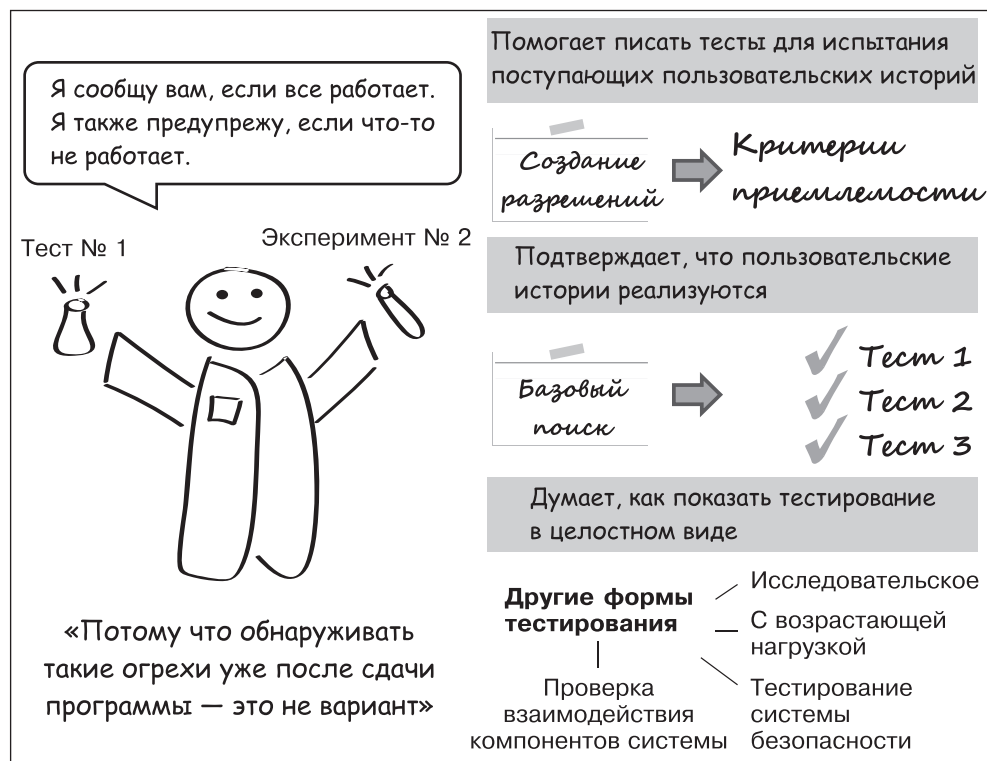 Я сообщу вам, если все работает.
Я также предупрежу, если что-то
не работает.
Тест № 1
Эксперимент № 2
«Потому что обнаруживать
такие огрехи уже после сдачи
программы — это не вариант»
Помогает писать тесты для испытания
поступающих пользовательских историй
Создание
разрешений
Критерии
приемлемости
Подтверждает, что пользовательские
истории реализуются
Базовый
поиск
Тест 1
Тест 2
Тест 3
Думает, как показать тестирование
в целостном виде
Другие формы
тестирования
Исследовательское
С возрастающей
нагрузкой
Тестирование
системы
безопасности
Проверка
взаимодействия
компонентов системы